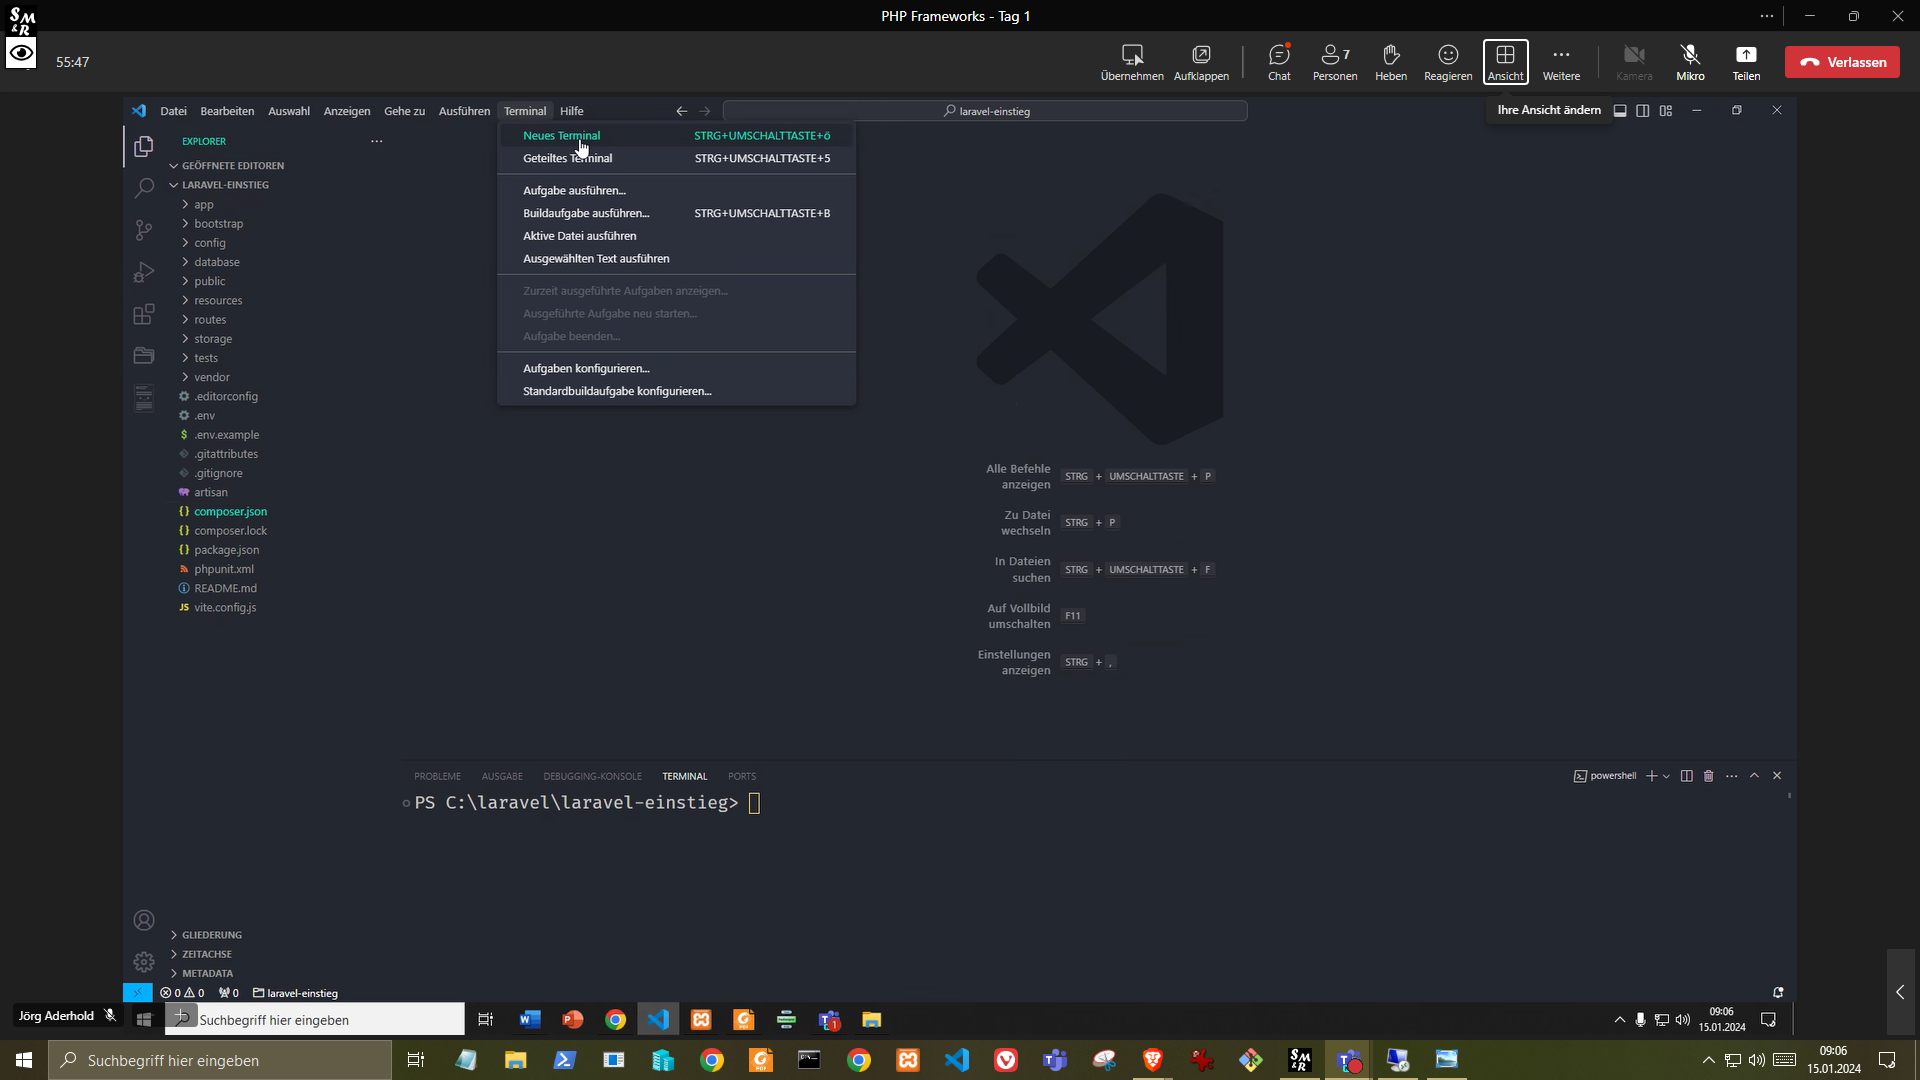 SM&R
PHP Frameworks - Tag 1
55:47
Übernehmen
Aufklappen
Chat
7
Personen
Heben
Reagieren
Ansicht
Weitere
Kamera
Mikro
Teilen
Verlassen
Datei Bearbeiten Auswahl Anzeigen Gehe zu Ausführen Terminal Hilfe
laravel-einstieg
Ihre Ansicht ändern
EXPLORER
GEÖFFNETE EDITOREN
LARAVEL-EINSTIEG
app
bootstrap
config
database
public
resources
routes
storage
tests
vendor
.editorconfig
.env
$ .env.example
.gitattributes
.gitignore
artisan
{} composer.json
{} composer.lock
{} package.json
phpunit.xml
README.md
JS vite.config.js
GLIEDERUNG
ZEITACHSE
METADATA
Neues Terminal STRG+UMSCHALTTASTE+ö
Geteiltes Terminal STRG+UMSCHALTTASTE+5
Aufgabe ausführen...
Buildaufgabe ausführen... STRG+UMSCHALTTASTE+B
Aktive Datei ausführen
Ausgewählten Text ausführen
Zurzeit ausgeführte Aufgaben anzeigen...
Ausgeführte Aufgabe neu starten...
Aufgabe beenden...
Aufgaben konfigurieren...
Standardbuildaufgabe konfigurieren...
Alle Befehle
anzeigen STRG + UMSCHALTTASTE + P
Zu Datei
wechseln STRG + P
In Dateien
suchen STRG + UMSCHALTTASTE + F
Auf Vollbild
umschalten F11
Einstellungen
anzeigen STRG + ,
PROBLEME AUSGABE DEBUGGING-KONSOLE TERMINAL PORTS
powershell
PS C:\laravel\laravel-einstieg>
0 0 0 laravel-einstieg
Jörg Aderhold
Suchbegriff hier eingeben
09:06
15.01.2024
Suchbegriff hier eingeben
09:06
15.01.2024